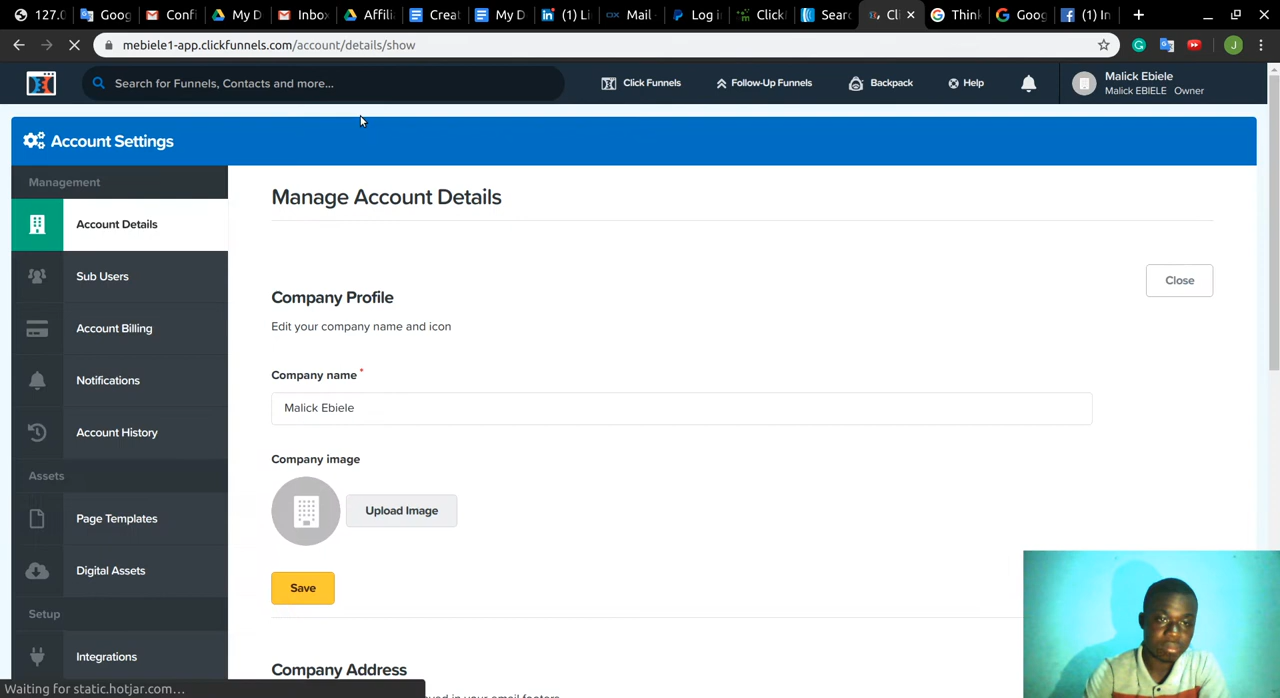 127.0
Goog
Conf
My D
Inbo
Affili
Creat
My D
(1) Li
Mail
Log i
Click
Sear
Cl
Think
Goog
(1) In
mebiele1-app.clickfunnels.com/account/details/show
Search for Funnels, Contacts and more...
Click Funnels
Follow-Up Funnels
Backpack
Help
Malick Ebiele
Malick EBIELE Owner
Account Settings
Management
Account Details
Sub Users
Account Billing
Notifications
Account History
Assets
Page Templates
Digital Assets
Setup
Integrations
Manage Account Details
Close
Company Profile
Edit your company name and icon
Company name *
Malick Ebiele
Company image
Upload Image
Save
Company Address
Waiting for static.hotjar.com...